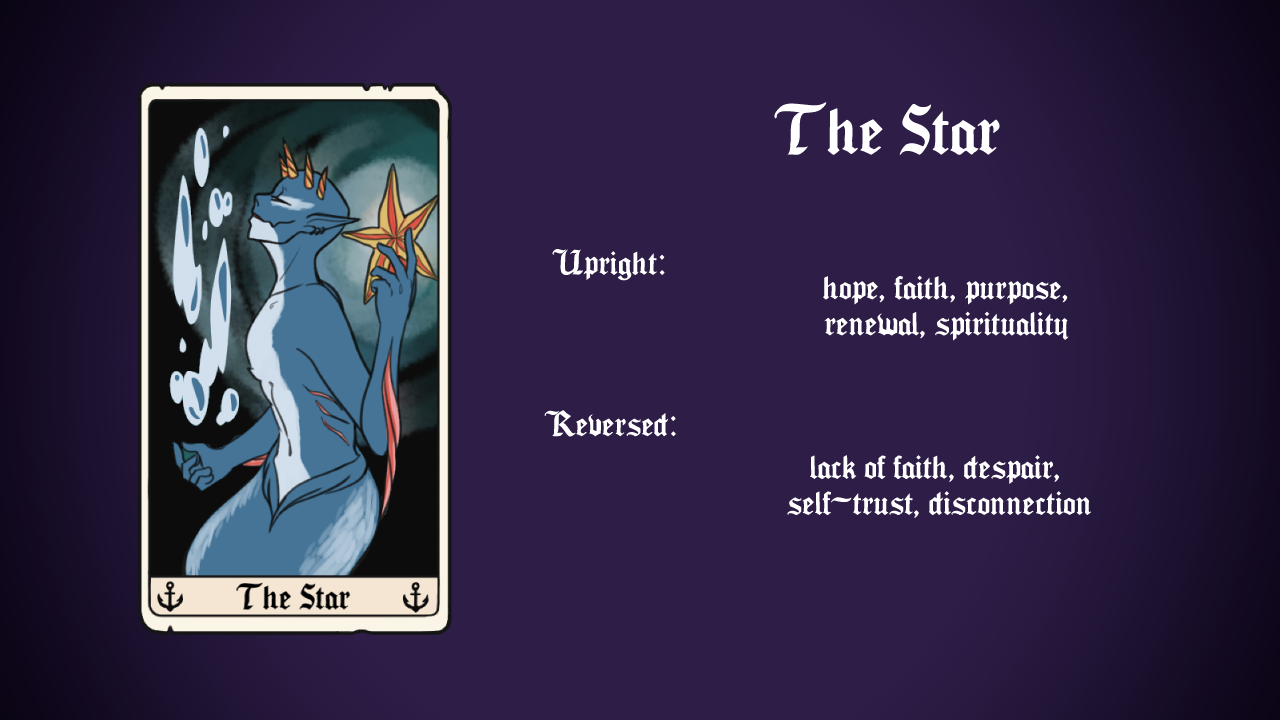 The Star
Upright:
hope, faith, purpose,
renewal, spirituality
Reversed:
lack of faith, despair,
self-trust, disconnection
The Star